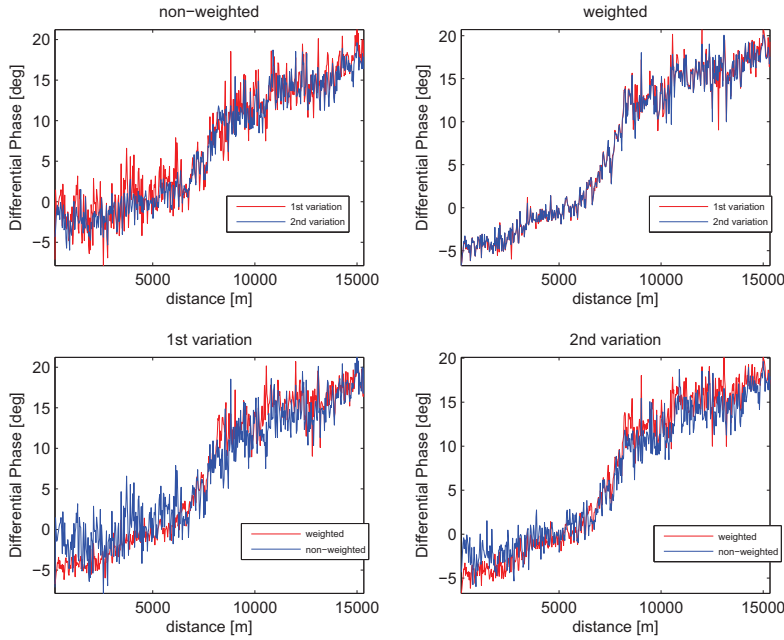 non−weighted
20
15
10
5
0
−5
Differential Phase [deg]
1st variation
2nd variation
5000 10000 15000
distance [m]
weighted
20
15
10
5
0
−5
Differential Phase [deg]
1st variation
2nd variation
5000 10000 15000
distance [m]
1st variation
20
15
10
5
0
−5
Differential Phase [deg]
weighted
non−weighted
5000 10000 15000
distance [m]
2nd variation
20
15
10
5
0
−5
Differential Phase [deg]
weighted
non−weighted
5000 10000 15000
distance [m]